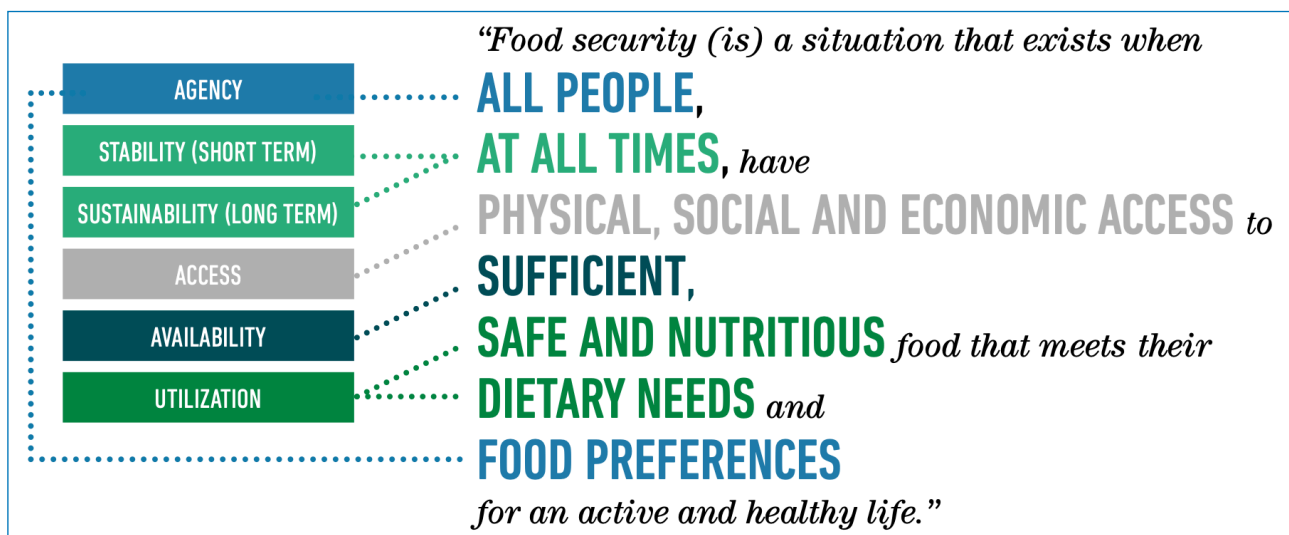 “Food security (is) a situation that exists when
AGENCY
ALL PEOPLE,
STABILITY (SHORT TERM)
AT ALL TIMES, have
SUSTAINABILITY (LONG TERM)
PHYSICAL, SOCIAL AND ECONOMIC ACCESS to
ACCESS
SUFFICIENT,
AVAILABILITY
SAFE AND NUTRITIOUS food that meets their
UTILIZATION
DIETARY NEEDS and
FOOD PREFERENCES
for an active and healthy life.”